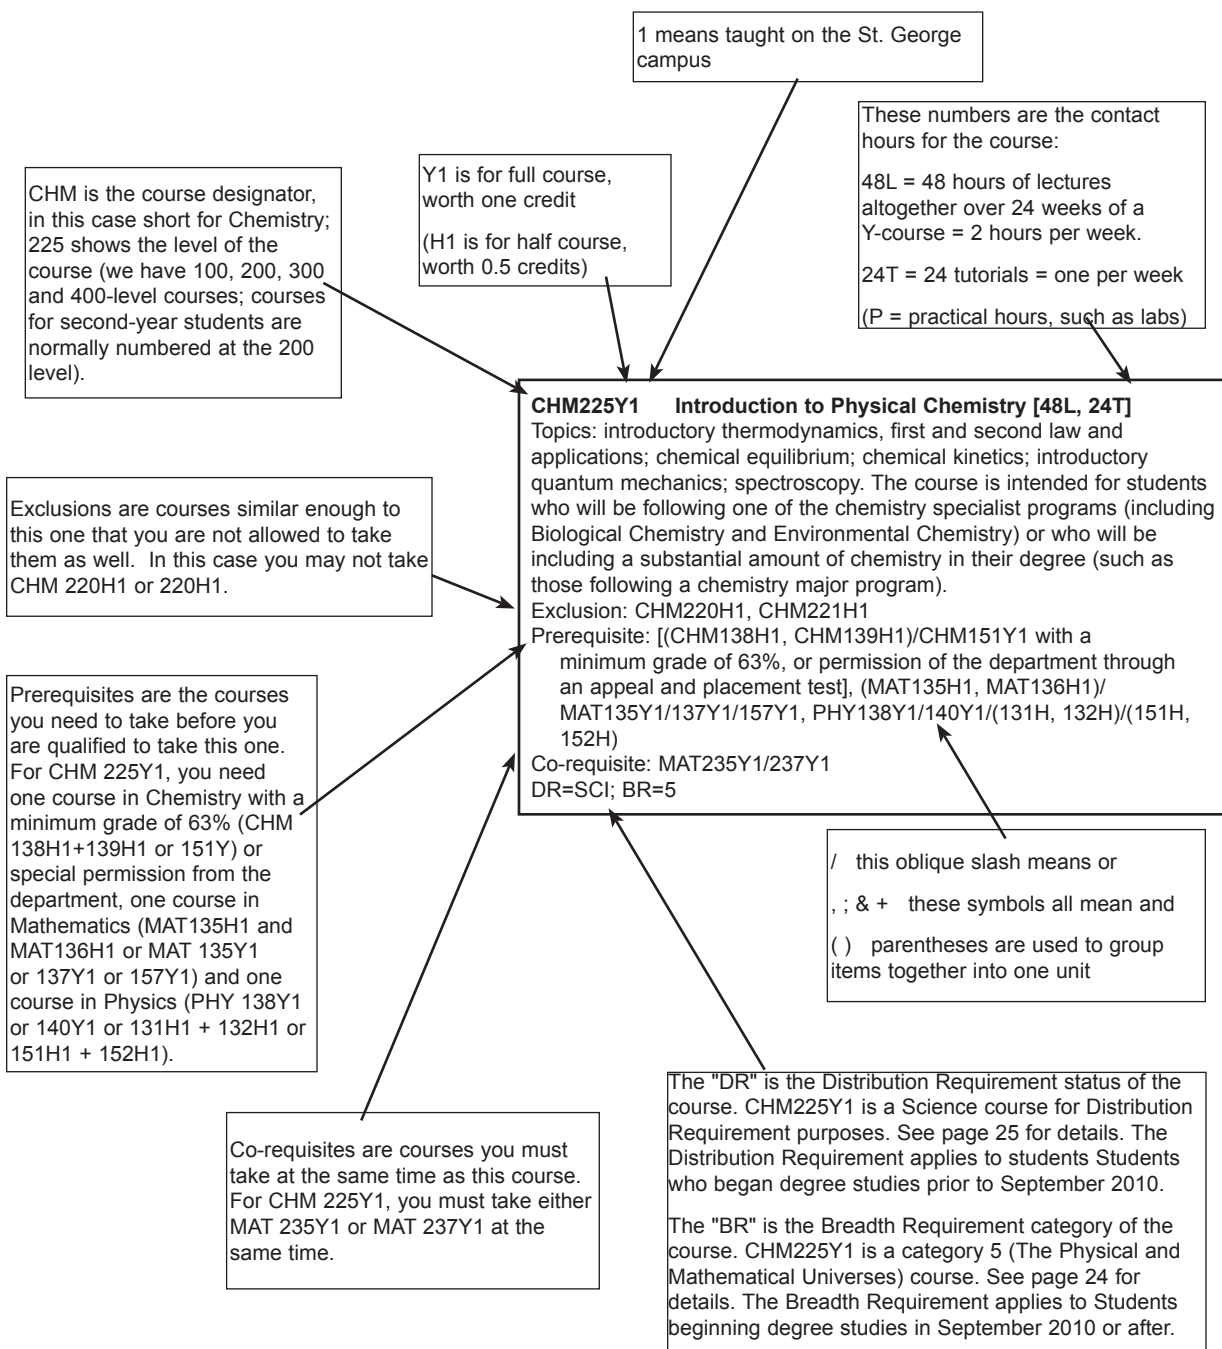 1 means taught on the St. George
campus
These numbers are the contact
hours for the course:
48L = 48 hours of lectures
altogether over 24 weeks of a
Y-course = 2 hours per week.
24T = 24 tutorials = one per week
(P = practical hours, such as labs)
Y1 is for full course,
worth one credit
(H1 is for half course,
worth 0.5 credits)
CHM is the course designator,
in this case short for Chemistry;
225 shows the level of the
course (we have 100, 200, 300
and 400-level courses; courses
for second-year students are
normally numbered at the 200
level).
CHM225Y1 Introduction to Physical Chemistry [48L, 24T]
Topics: introductory thermodynamics, first and second law and
applications; chemical equilibrium; chemical kinetics; introductory
quantum mechanics; spectroscopy. The course is intended for students
who will be following one of the chemistry specialist programs (including
Biological Chemistry and Environmental Chemistry) or who will be
including a substantial amount of chemistry in their degree (such as
those following a chemistry major program).
Exclusion: CHM220H1, CHM221H1
Prerequisite: [(CHM138H1, CHM139H1)/CHM151Y1 with a
minimum grade of 63%, or permission of the department through
an appeal and placement test], (MAT135H1, MAT136H1)/
MAT135Y1/137Y1/157Y1, PHY138Y1/140Y1/(131H, 132H)/(151H,
152H)
Co-requisite: MAT235Y1/237Y1
DR=SCI; BR=5
Exclusions are courses similar enough to
this one that you are not allowed to take
them as well. In this case you may not take
CHM 220H1 or 220H1.
Prerequisites are the courses
you need to take before you
are qualified to take this one.
For CHM 225Y1, you need
one course in Chemistry with a
minimum grade of 63% (CHM
138H1+139H1 or 151Y) or
special permission from the
department, one course in
Mathematics (MAT135H1 and
MAT136H1 or MAT 135Y1
or 137Y1 or 157Y1) and one
course in Physics (PHY 138Y1
or 140Y1 or 131H1 + 132H1 or
151H1 + 152H1).
/ this oblique slash means or
, ; & + these symbols all mean and
( ) parentheses are used to group
items together into one unit
Co-requisites are courses you must
take at the same time as this course.
For CHM 225Y1, you must take either
MAT 235Y1 or MAT 237Y1 at the
same time.
The "DR" is the Distribution Requirement status of the
course. CHM225Y1 is a Science course for Distribution
Requirement purposes. See page 25 for details. The
Distribution Requirement applies to students Students
who began degree studies prior to September 2010.
The "BR" is the Breadth Requirement category of the
course. CHM225Y1 is a category 5 (The Physical and
Mathematical Universes) course. See page 24 for
details. The Breadth Requirement applies to Students
beginning degree studies in September 2010 or after.